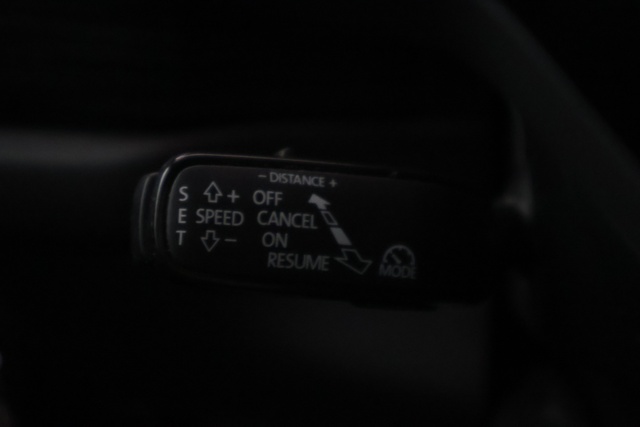 - DISTANCE +
S + OFF
E SPEED CANCEL
T - ON
RESUME
MODE